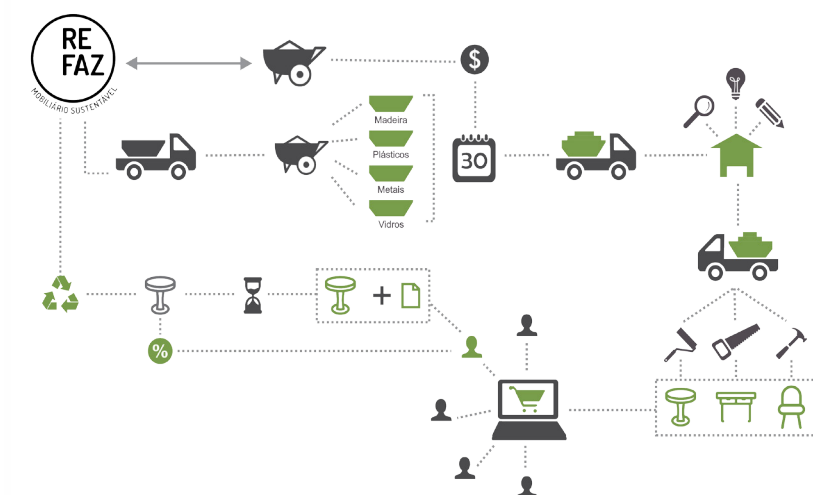 RE
FAZ
MOBILIÁRIO SUSTENTÁVEL
$
Madeira
Plásticos
30
Metais
Vidros
+
%